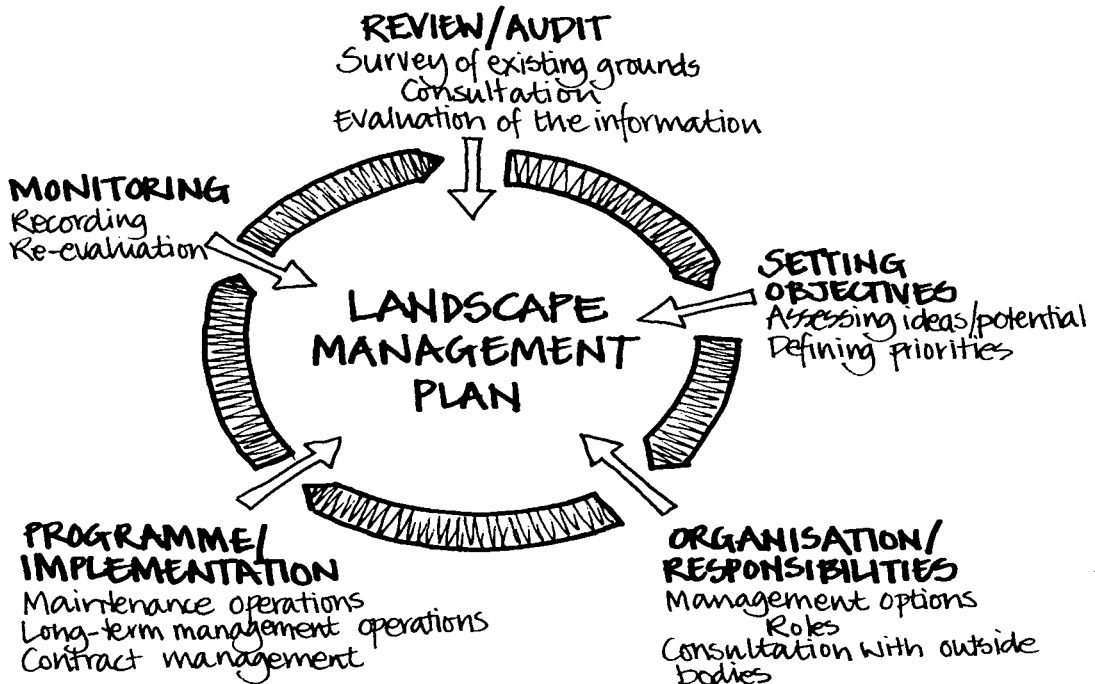 REVIEW/AUDIT
Survey of existing grounds
Consultation
Evaluation of the information
MONITORING
Recording
Re-evaluation
SETTING
OBJECTIVES
Assessing ideas/potential
Defining priorities
LANDSCAPE
MANAGEMENT
PLAN
PROGRAMME/
IMPLEMENTATION
Maintenance operations
Long-term management operations
Contract management
ORGANISATION/
RESPONSIBILITIES
Management options
Roles
Consultation with outside
bodies